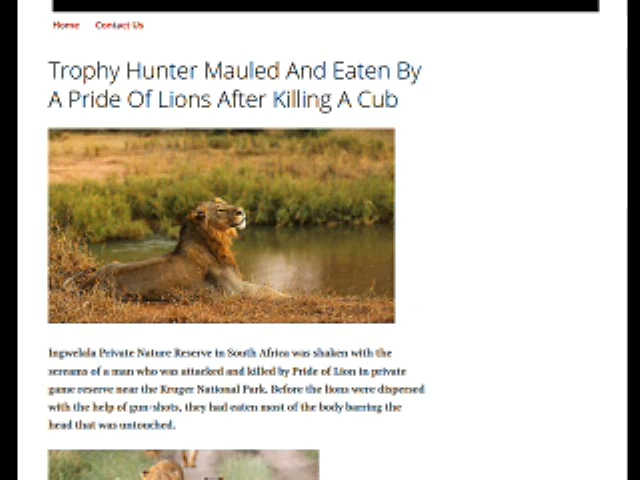 Home Contact Us
Trophy Hunter Mauled And Eaten By
A Pride Of Lions After Killing A Cub
Ingwelala Private Nature Reserve in South Africa was shaken with the
screams of a man who was attacked and killed by Pride of Lion in private
game reserve near the Kruger National Park. Before the lions were dispersed
with the help of gun-shots, they had eaten most of the body barring the
head that was untouched.